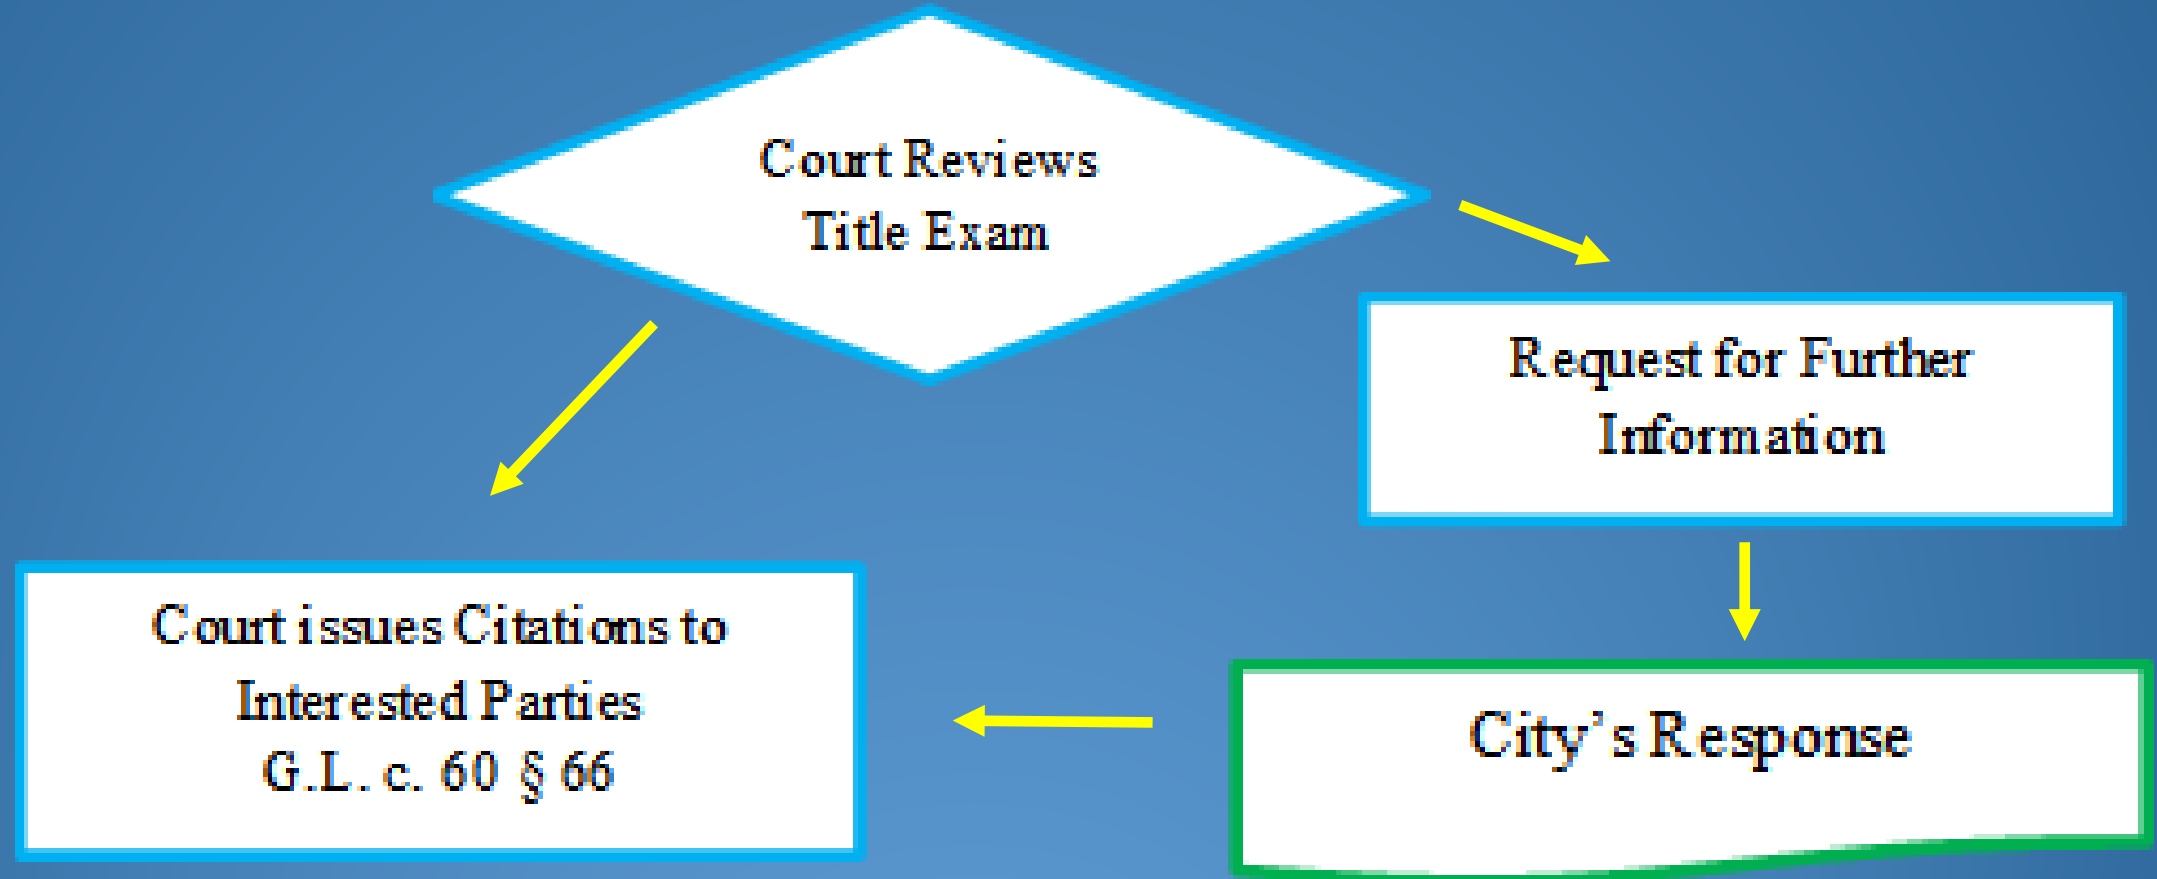 Court Reviews
Title Exam
Request for Further
Information
Court issues Citations to
Interested Parties
G.L. c. 60 § 66
City’s Response